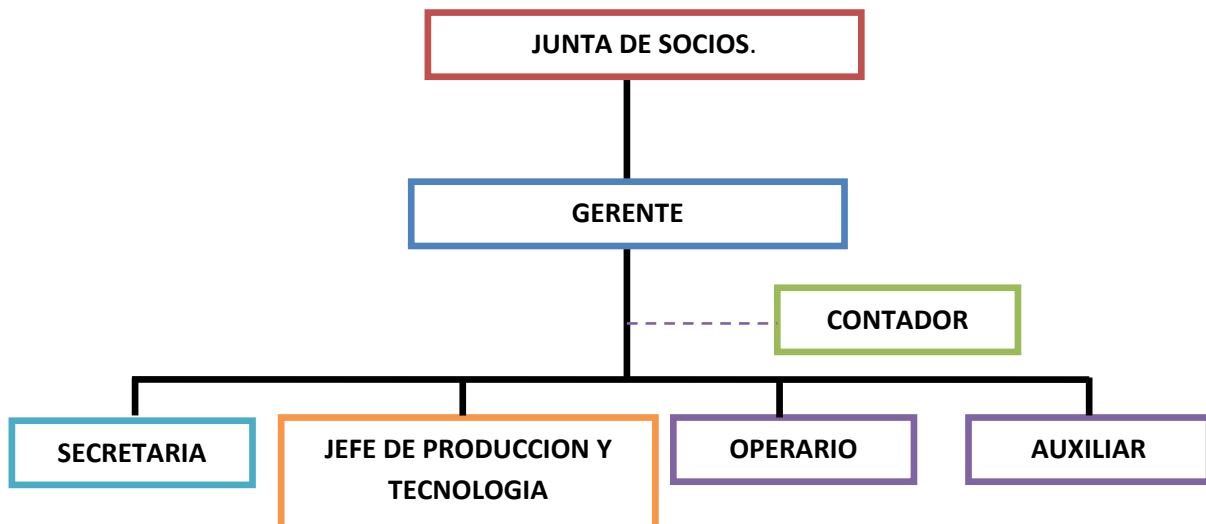 JUNTA DE SOCIOS.
GERENTE
CONTADOR
SECRETARIA
JEFE DE PRODUCCION Y
TECNOLOGIA
OPERARIO
AUXILIAR